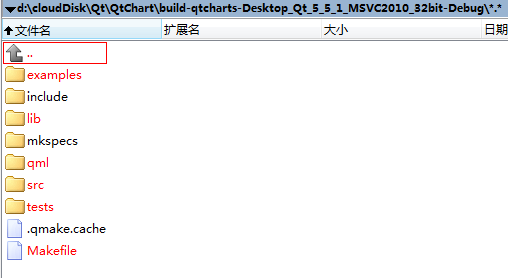 d:\cloudDisk\Qt\QtChart\build-qtcharts-Desktop_Qt_5_5_1_MSVC2010_32bit-Debug\*.*
文件名 扩展名 大小 日期
..
examples
include
lib
mkspecs
qml
src
tests
.qmake.cache
Makefile